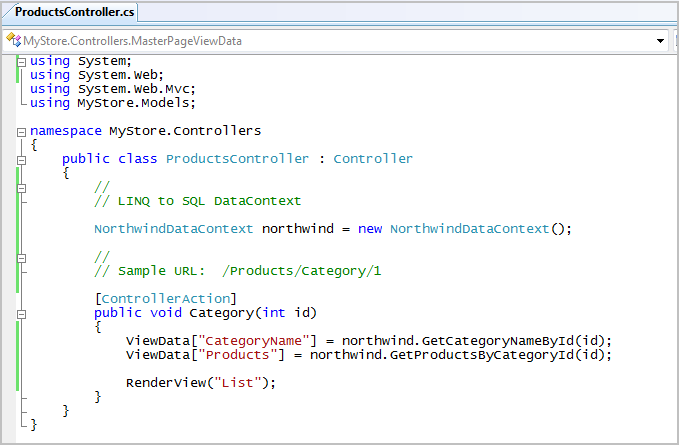 ProductsController.cs
MyStore.Controllers.MasterPageViewData
using System;
using System.Web;
using System.Web.Mvc;
using MyStore.Models;
namespace MyStore.Controllers
{
    public class ProductsController : Controller
    {
        //
        // LINQ to SQL DataContext
        NorthwindDataContext northwind = new NorthwindDataContext();
        //
        // Sample URL:  /Products/Category/1
        [ControllerAction]
        public void Category(int id)
        {
            ViewData["CategoryName"] = northwind.GetCategoryNameById(id);
            ViewData["Products"] = northwind.GetProductsByCategoryId(id);
            RenderView("List");
        }
    }
}